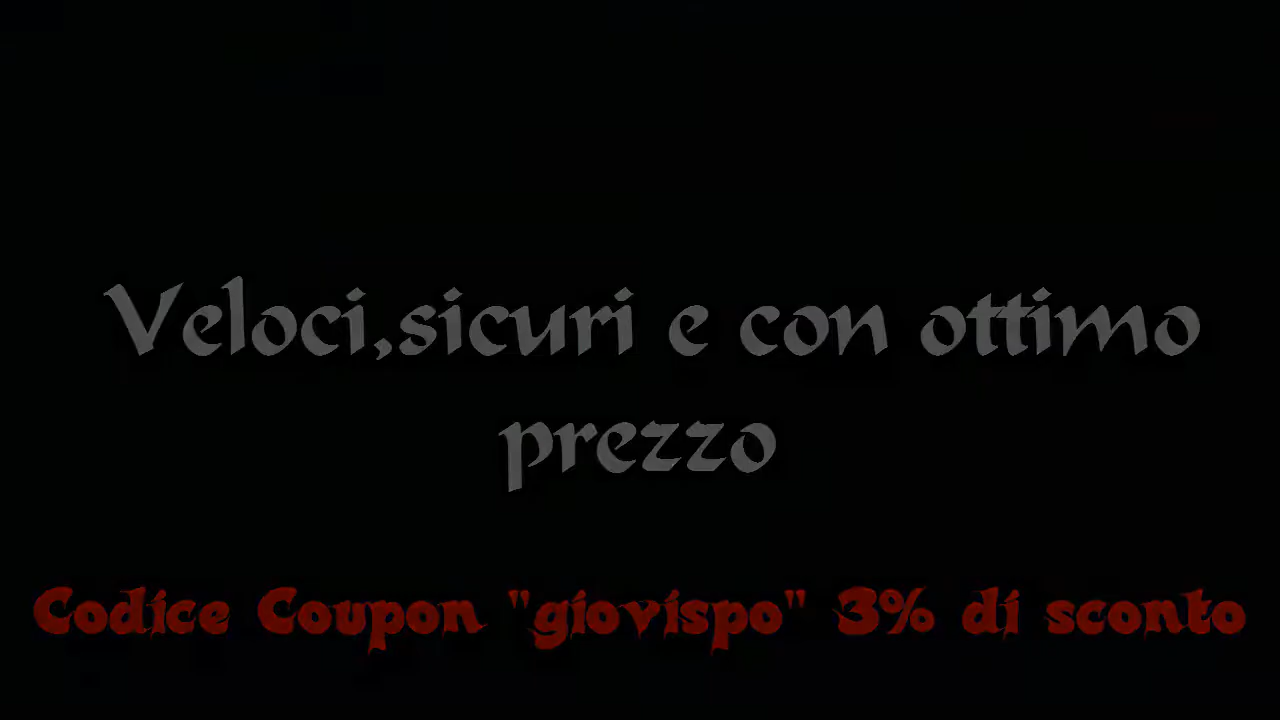 Veloci,sicuri e con ottimo
prezzo
Codice Coupon "giovispo" 3% di sconto